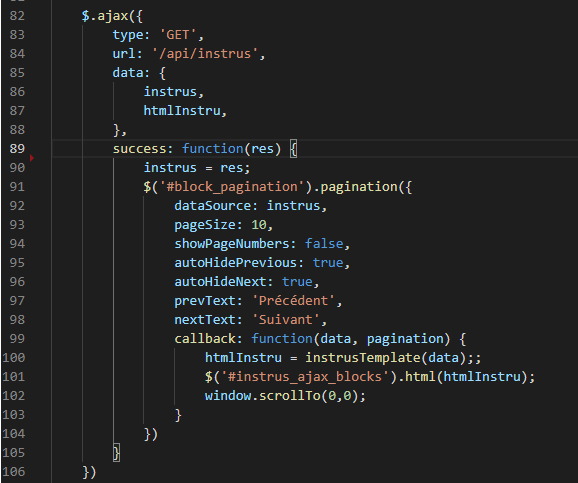 82 $.ajax({
83 type: 'GET',
84 url: '/api/instrus',
85 data: {
86 instrus,
87 htmlInstru,
88 },
89 success: function(res) {
90 instrus = res;
91 $('#block_pagination').pagination({
92 dataSource: instrus,
93 pageSize: 10,
94 showPageNumbers: false,
95 autoHidePrevious: true,
96 autoHideNext: true,
97 prevText: 'Précédent',
98 nextText: 'Suivant',
99 callback: function(data, pagination) {
100 htmlInstru = instrusTemplate(data);;
101 $('#instrus_ajax_blocks').html(htmlInstru);
102 window.scrollTo(0,0);
103 }
104 })
105 }
106 })